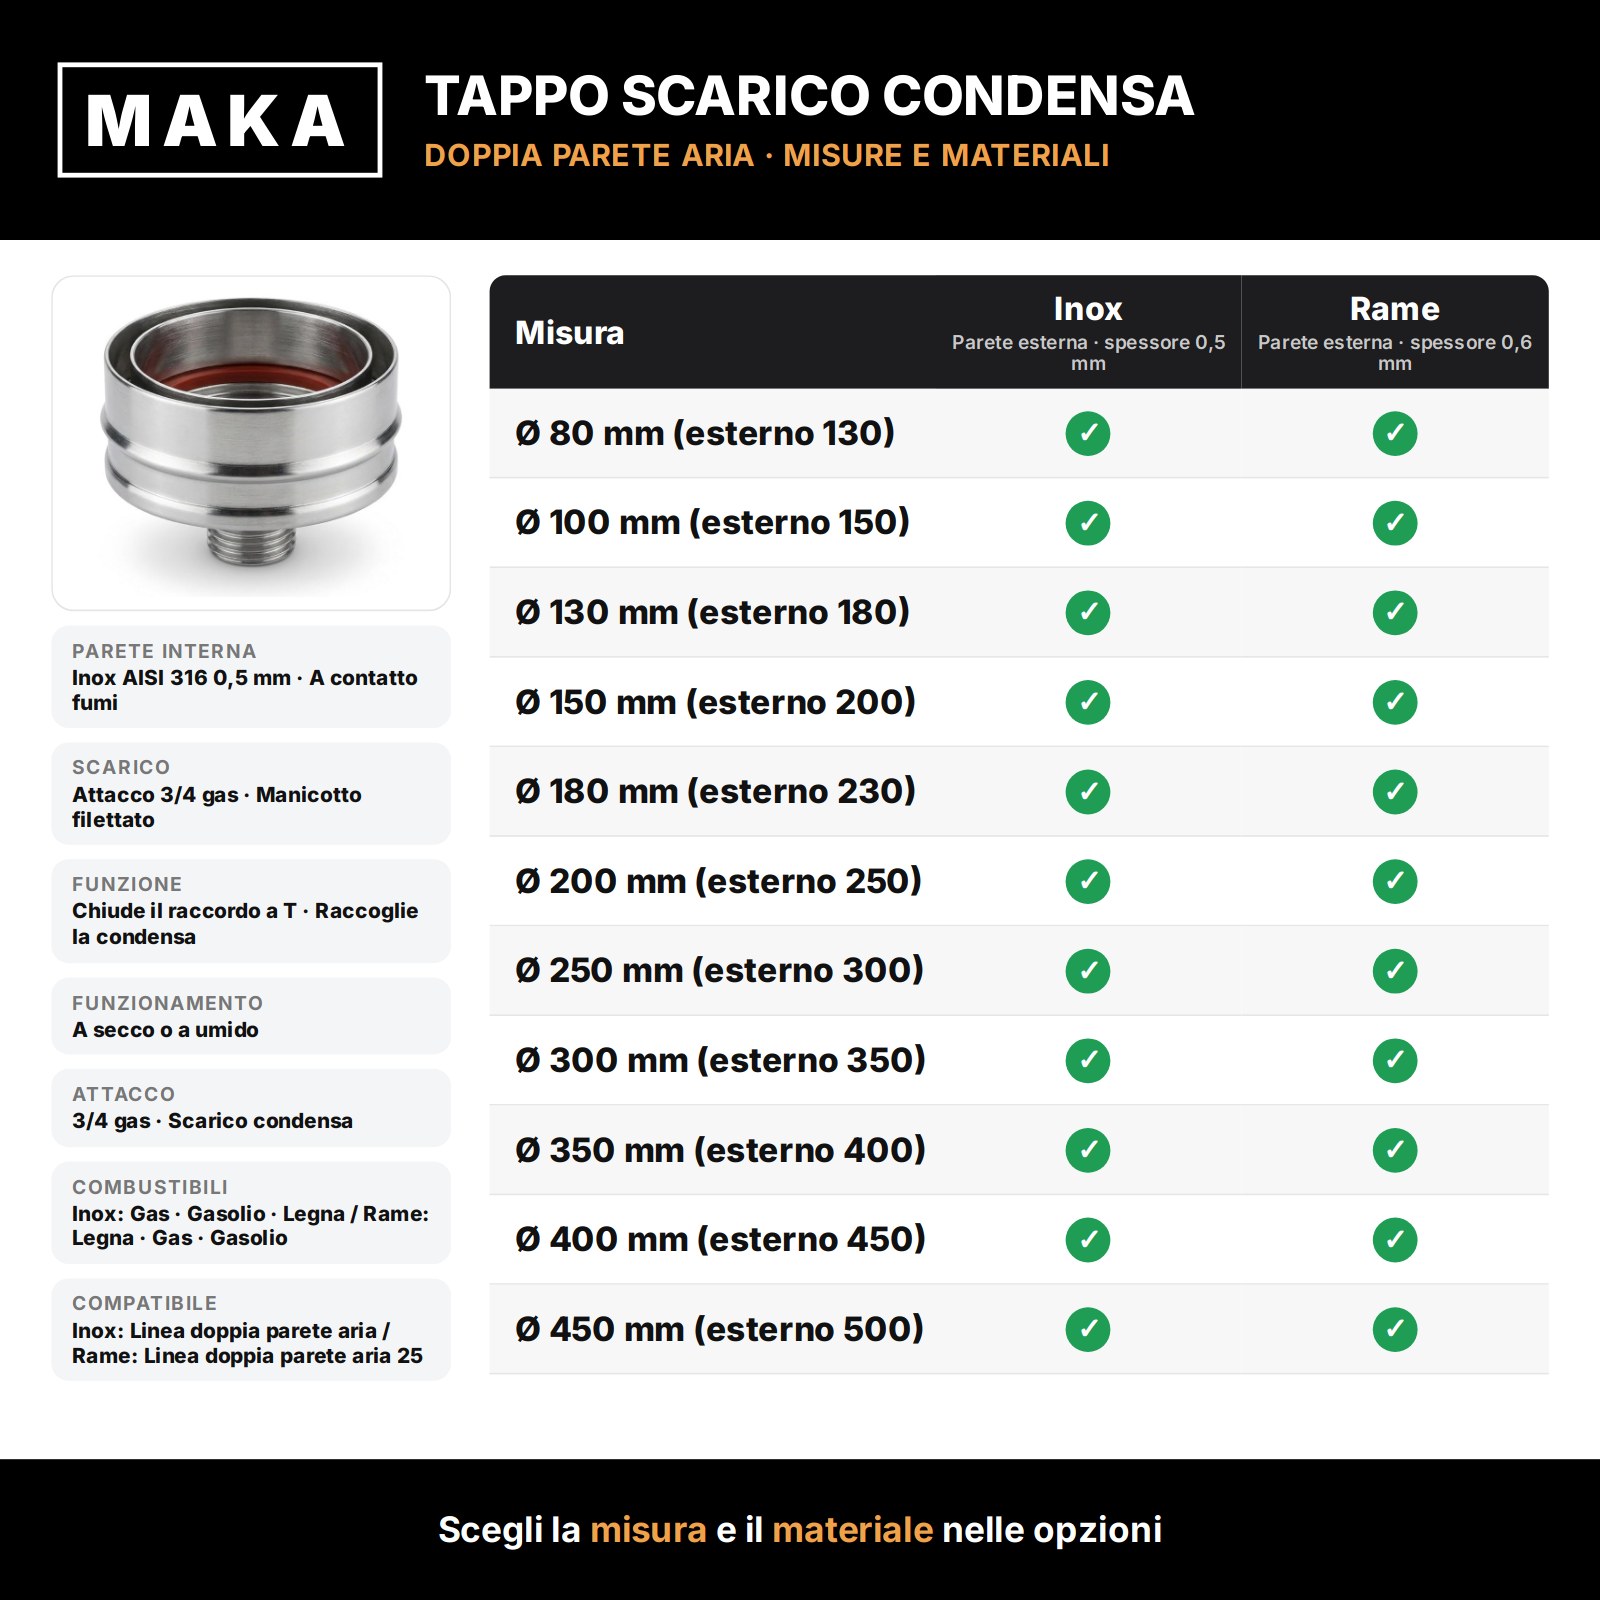 MAKA
TAPPO SCARICO CONDENSA
DOPPIA PARETE ARIA · MISURE E MATERIALI
PARETE INTERNA
Inox AISI 316 0,5 mm · A contatto
fumi
SCARICO
Attacco 3/4 gas · Manicotto
filettato
FUNZIONE
Chiude il raccordo a T · Raccoglie
la condensa
FUNZIONAMENTO
A secco o a umido
ATTACCO
3/4 gas · Scarico condensa
COMBUSTIBILI
Inox: Gas · Gasolio · Legna / Rame:
Legna · Gas · Gasolio
COMPATIBILE
Inox: Linea doppia parete aria /
Rame: Linea doppia parete aria 25
Misura
Inox
Parete esterna · spessore 0,5
mm
Rame
Parete esterna · spessore 0,6
mm
Ø 80 mm (esterno 130) ✓ ✓
Ø 100 mm (esterno 150) ✓ ✓
Ø 130 mm (esterno 180) ✓ ✓
Ø 150 mm (esterno 200) ✓ ✓
Ø 180 mm (esterno 230) ✓ ✓
Ø 200 mm (esterno 250) ✓ ✓
Ø 250 mm (esterno 300) ✓ ✓
Ø 300 mm (esterno 350) ✓ ✓
Ø 350 mm (esterno 400) ✓ ✓
Ø 400 mm (esterno 450) ✓ ✓
Ø 450 mm (esterno 500) ✓ ✓
Scegli la misura e il materiale nelle opzioni